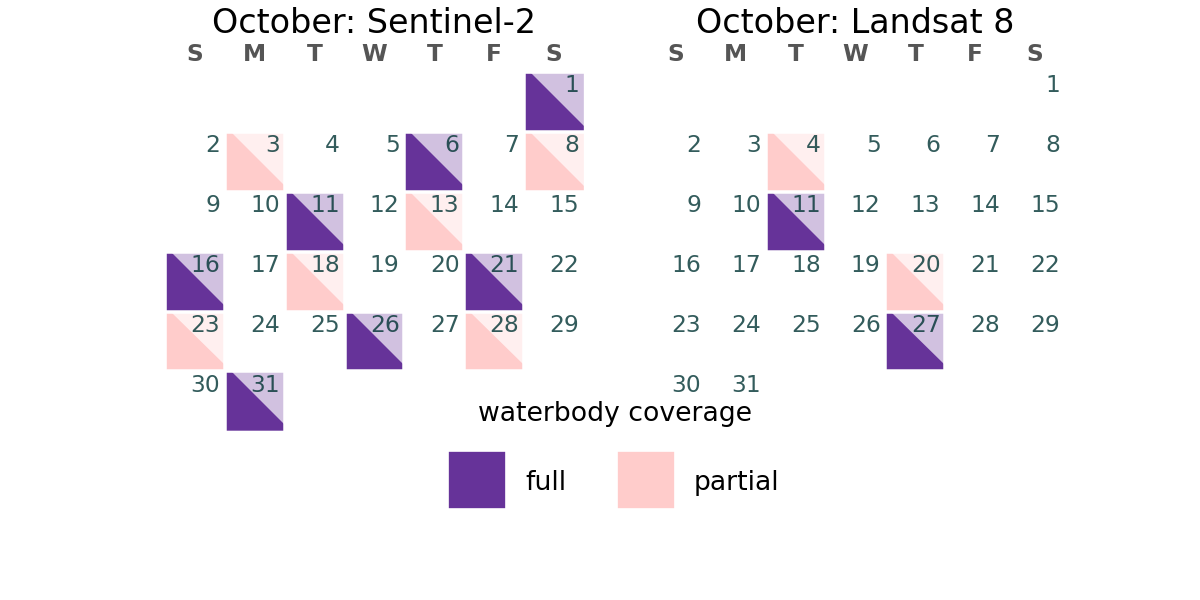 October: Sentinel-2
S M T W T F S
1
2 3 4 5 6 7 8
9 10 11 12 13 14 15
16 17 18 19 20 21 22
23 24 25 26 27 28 29
30 31
October: Landsat 8
S M T W T F S
1
2 3 4 5 6 7 8
9 10 11 12 13 14 15
16 17 18 19 20 21 22
23 24 25 26 27 28 29
30 31
waterbody coverage
full partial